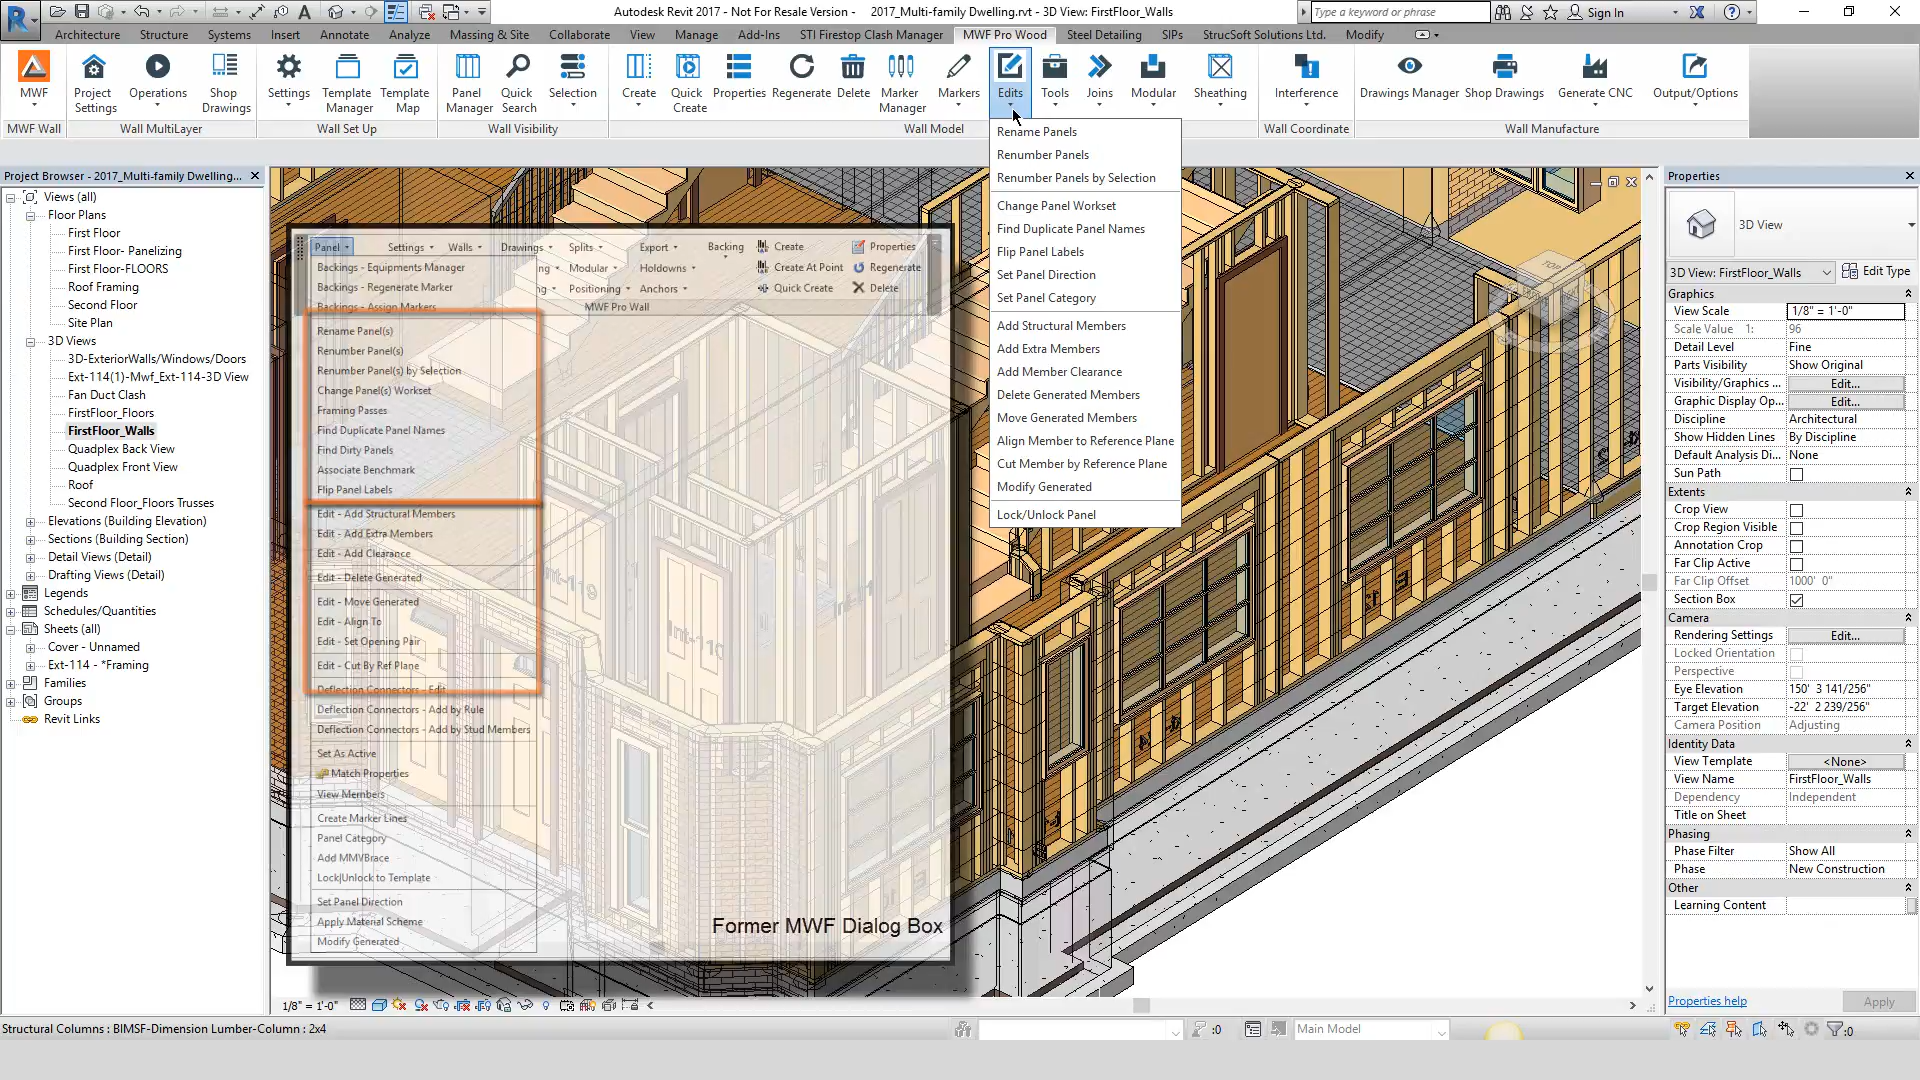 Autodesk Revit 2017 - Not For Resale Version - 2017_Multi-family Dwelling.rvt - 3D View: FirstFloor_Walls
Type a keyword or phrase
Sign In
Architecture Structure Systems Insert Annotate Analyze Massing & Site Collaborate View Manage Add-Ins STI Firestop Clash Manager MWF Pro Wood Steel Detailing SIPs StrucSoft Solutions Ltd. Modify
MWF
Project Settings
Operations
Shop Drawings
Settings
Template Manager
Template Map
Panel Manager
Quick Search
Selection
Create
Quick Create
Properties
Regenerate
Delete
Marker Manager
Markers
Edits
Tools
Joins
Modular
Sheathing
Interference
Drawings Manager
Shop Drawings
Generate CNC
Output/Options
MWF Wall
Wall MultiLayer
Wall Set Up
Wall Visibility
Wall Model
Wall Coordinate
Wall Manufacture
Rename Panels
Renumber Panels
Renumber Panels by Selection
Change Panel Workset
Find Duplicate Panel Names
Flip Panel Labels
Set Panel Direction
Set Panel Category
Add Structural Members
Add Extra Members
Add Member Clearance
Delete Generated Members
Move Generated Members
Align Member to Reference Plane
Cut Member by Reference Plane
Modify Generated
Lock/Unlock Panel
Project Browser - 2017_Multi-family Dwelling...
Views (all)
Floor Plans
First Floor
First Floor- Panelizing
First Floor-FLOORS
Roof Framing
Second Floor
Site Plan
3D Views
3D-ExteriorWalls/Windows/Doors
Ext-114(1)-Mwf_Ext-114-3D View
Fan Duct Clash
FirstFloor_Floors
FirstFloor_Walls
Quadplex Back View
Quadplex Front View
Roof
Second Floor_Floors Trusses
Elevations (Building Elevation)
Sections (Building Section)
Detail Views (Detail)
Drafting Views (Detail)
Legends
Schedules/Quantities
Sheets (all)
Cover - Unnamed
Ext-114 - *Framing
Families
Groups
Revit Links
Panel Settings Walls Drawings Splits Export Backing Create Properties
Modular Holdowns Create At Point Regenerate
Positioning Anchors Quick Create Delete
MWF Pro Wall
Backings - Equipments Manager
Backings - Regenerate Marker
Backings - Assign Markers
Rename Panel(s)
Renumber Panel(s)
Renumber Panel(s) by Selection
Change Panel(s) Workset
Framing Passes
Find Duplicate Panel Names
Find Dirty Panels
Associate Benchmark
Flip Panel Labels
Edit - Add Structural Members
Edit - Add Extra Members
Edit - Add Clearance
Edit - Delete Generated
Edit - Move Generated
Edit - Align To
Edit - Set Opening Pair
Edit - Cut By Ref Plane
Deflection Connectors - Edit
Deflection Connectors - Add by Rule
Deflection Connectors - Add by Stud Members
Set As Active
Match Properties
View Members
Create Marker Lines
Panel Category
Add MMVBrace
Lock|Unlock to Template
Set Panel Direction
Apply Material Scheme
Modify Generated
Former MWF Dialog Box
Properties
3D View
3D View: FirstFloor_Walls Edit Type
Graphics
View Scale 1/8" = 1'-0"
Scale Value 1: 96
Detail Level Fine
Parts Visibility Show Original
Visibility/Graphics ... Edit...
Graphic Display Op... Edit...
Discipline Architectural
Show Hidden Lines By Discipline
Default Analysis Di... None
Sun Path
Extents
Crop View
Crop Region Visible
Annotation Crop
Far Clip Active
Far Clip Offset 1000' 0"
Section Box
Camera
Rendering Settings Edit...
Locked Orientation
Perspective
Eye Elevation 150' 3 141/256"
Target Elevation -22' 2 239/256"
Camera Position Adjusting
Identity Data
View Template <None>
View Name FirstFloor_Walls
Dependency Independent
Title on Sheet
Phasing
Phase Filter Show All
Phase New Construction
Other
Learning Content
Properties help Apply
1/8" = 1'-0"
Structural Columns : BIMSF-Dimension Lumber-Column : 2x4
:0
Main Model
:0